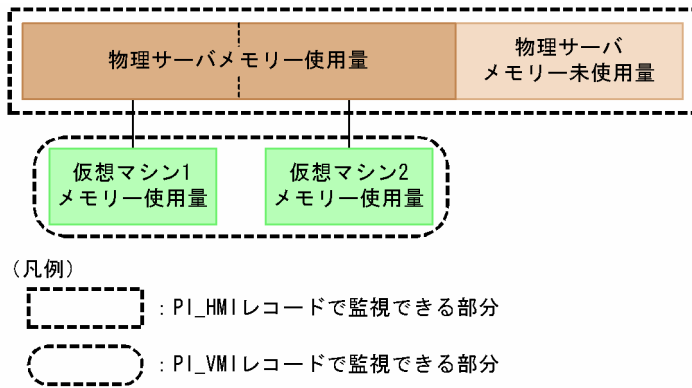 物理サーバメモリー使用量
物理サーバ
メモリー未使用量
仮想マシン1
メモリー使用量
仮想マシン2
メモリー使用量
(凡例)
：PI_HMIレコードで監視できる部分
：PI_VMIレコードで監視できる部分